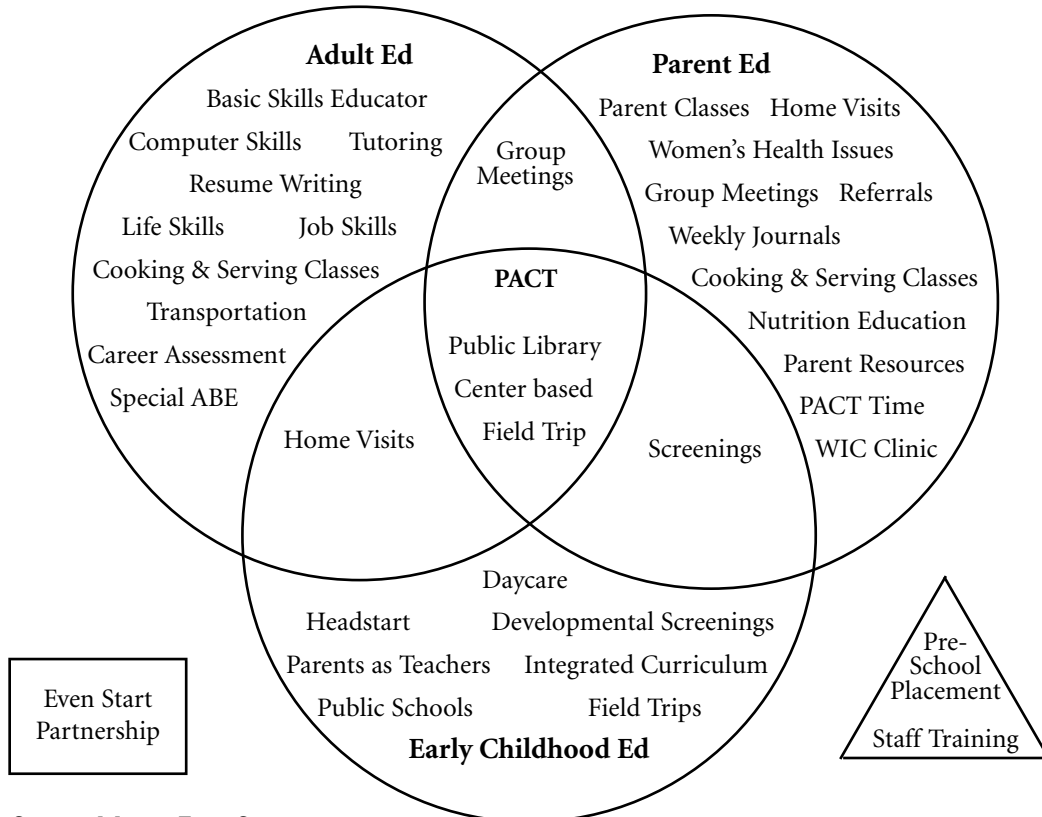 Adult Ed
Basic Skills Educator
Computer Skills Tutoring
Resume Writing
Life Skills Job Skills
Cooking & Serving Classes
Transportation
Career Assessment
Special ABE
Group
Meetings
Parent Ed
Parent Classes Home Visits
Women’s Health Issues
Group Meetings Referrals
Weekly Journals
Cooking & Serving Classes
Nutrition Education
Parent Resources
PACT Time
WIC Clinic
PACT
Public Library
Center based
Field Trip
Home Visits
Screenings
Daycare
Headstart Developmental Screenings
Parents as Teachers Integrated Curriculum
Public Schools Field Trips
Early Childhood Ed
Even Start
Partnership
Pre-
School
Placement
Staff Training